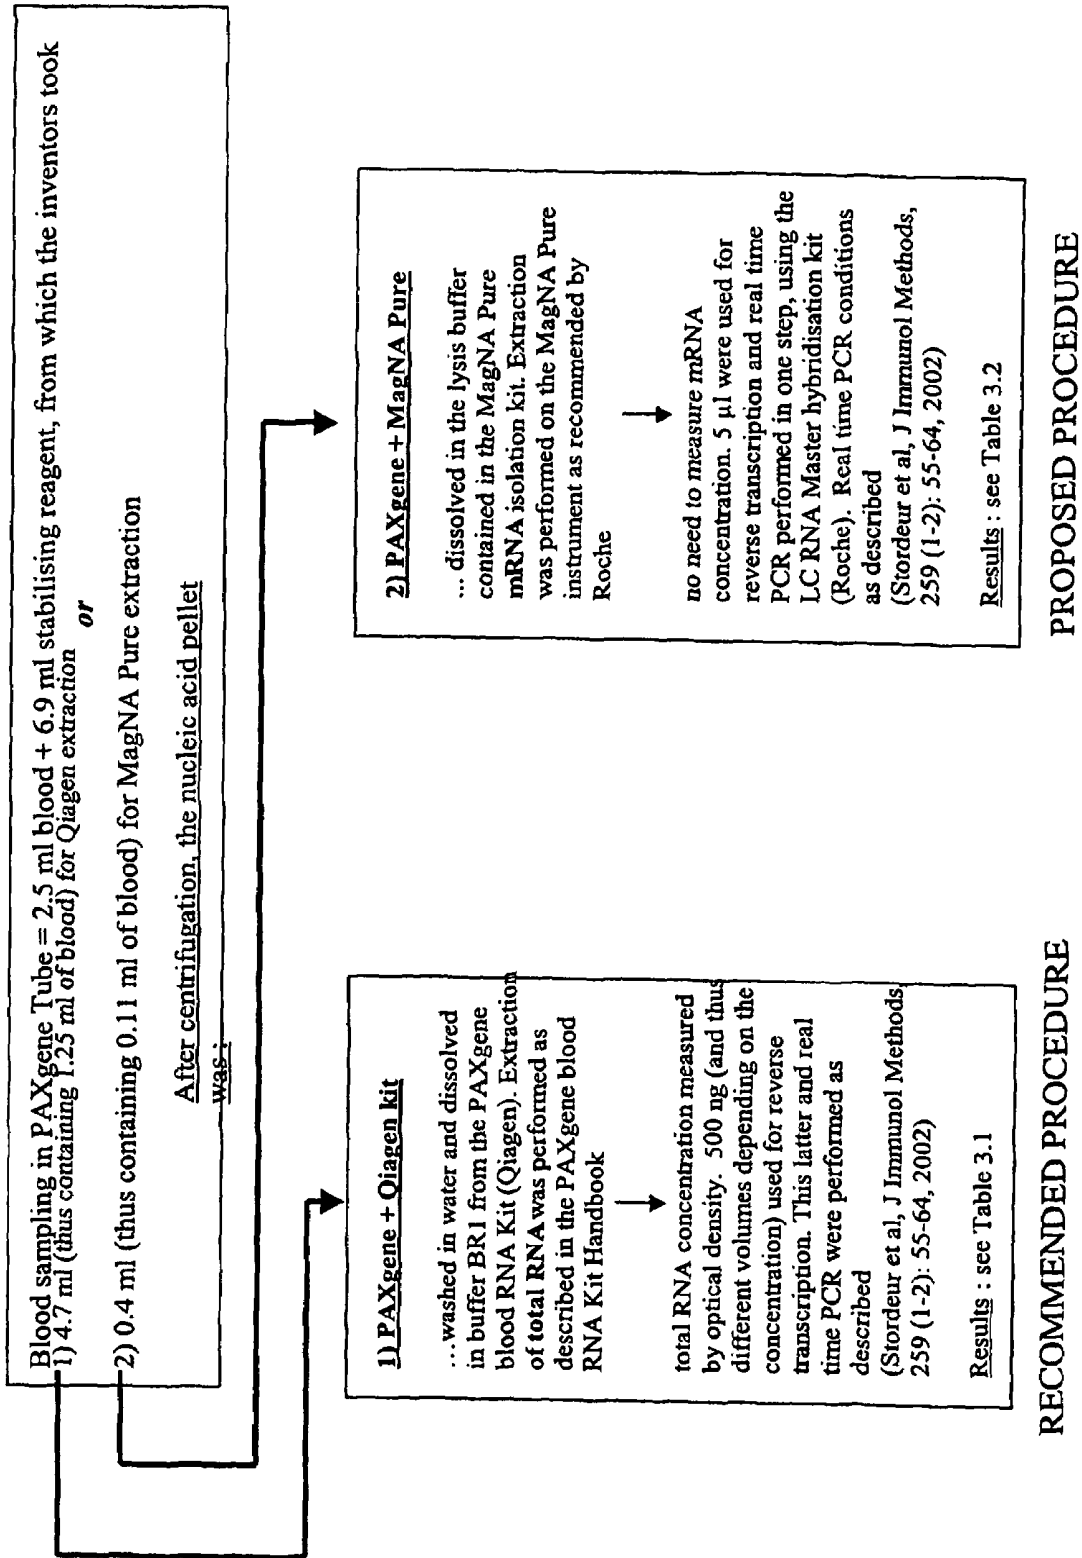 Blood sampling in PAXgene Tube = 2.5 ml blood + 6.9 ml stabilising reagent, from which the inventors took
1) 4.7 ml (thus containing 1.25 ml of blood) for Qiagen extraction
or
2) 0.4 ml (thus containing 0.11 ml of blood) for MagNA Pure extraction
After centrifugation, the nucleic acid pellet
was :
1) PAXgene + Qiagen kit
...washed in water and dissolved
in buffer BR1 from the PAXgene
blood RNA Kit (Qiagen). Extraction
of total RNA was performed as
described in the PAXgene blood
RNA Kit Handbook
total RNA concentration measured
by optical density. 500 ng (and thus
different volumes depending on the
concentration) used for reverse
transcription. This latter and real
time PCR were performed as
described
(Stordeur et al, J Immunol Methods,
259 (1-2): 55-64, 2002)
Results : see Table 3.1
RECOMMENDED PROCEDURE
2) PAXgene + MagNA Pure
... dissolved in the lysis buffer
contained in the MagNA Pure
mRNA isolation kit. Extraction
was performed on the MagNA Pure
instrument as recommended by
Roche
no need to measure mRNA
concentration. 5 µl were used for
reverse transcription and real time
PCR performed in one step, using the
LC RNA Master hybridisation kit
(Roche). Real time PCR conditions
as described
(Stordeur et al, J Immunol Methods,
259 (1-2): 55-64, 2002)
Results : see Table 3.2
PROPOSED PROCEDURE